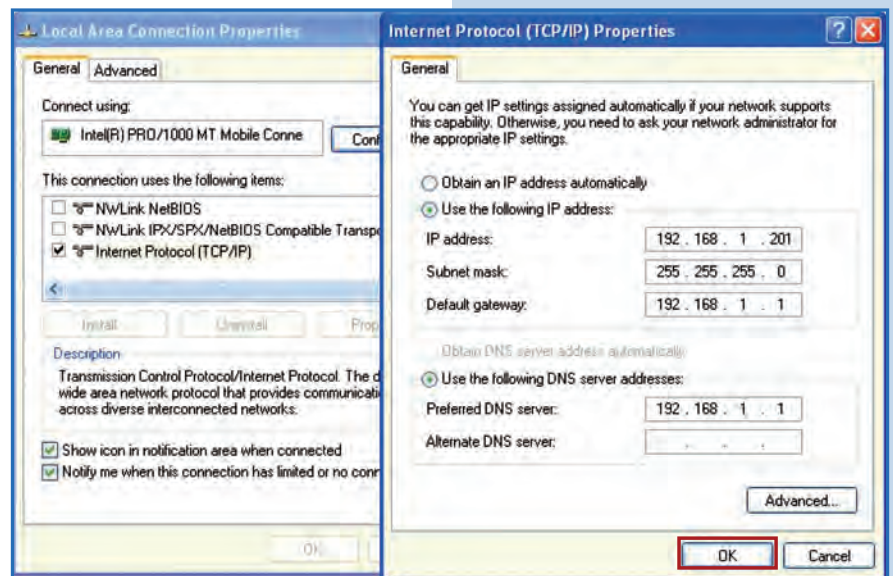 Local Area Connection Properties
General Advanced
Connect using:
Intel(R) PRO/1000 MT Mobile Conne
Conf
This connection uses the following items:
NWLink NetBIOS
NWLink IPX/SPX/NetBIOS Compatible Transpo
Internet Protocol (TCP/IP)
Install Uninstall Prop
Description
Transmission Control Protocol/Internet Protocol. The d
wide area network protocol that provides communicati
across diverse interconnected networks.
Show icon in notification area when connected
Notify me when this connection has limited or no conn
OK
Internet Protocol (TCP/IP) Properties
General
You can get IP settings assigned automatically if your network supports
this capability. Otherwise, you need to ask your network administrator for
the appropriate IP settings.
Obtain an IP address automatically
Use the following IP address:
IP address: 192 . 168 . 1 . 201
Subnet mask: 255 . 255 . 255 . 0
Default gateway: 192 . 168 . 1 . 1
Obtain DNS server address automatically
Use the following DNS server addresses:
Preferred DNS server: 192 . 168 . 1 . 1
Alternate DNS server: . . .
Advanced...
OK Cancel